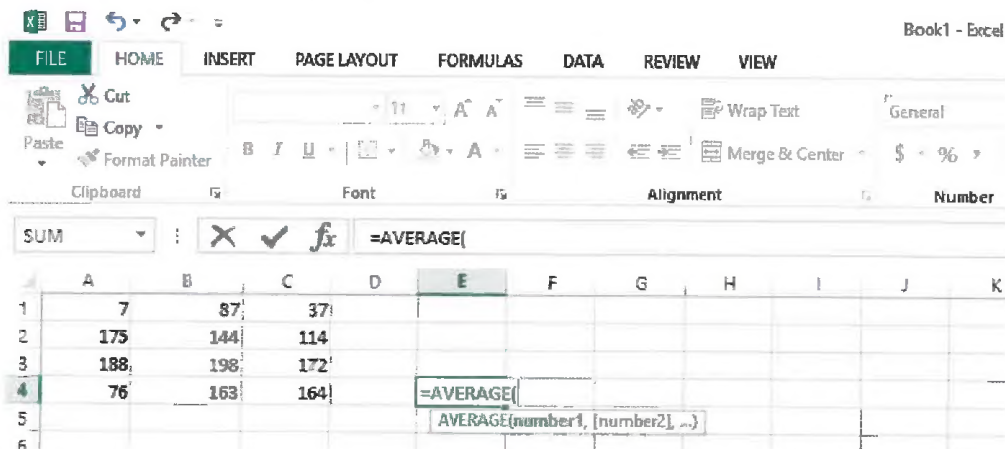 Book1 - Excel
FILE HOME INSERT PAGE LAYOUT FORMULAS DATA REVIEW VIEW
Cut
Copy
Paste
Format Painter
11 A A
B I U A
Wrap Text
Merge & Center
General
$ % ,
Clipboard Font Alignment Number
SUM fx =AVERAGE(
A B C D E F G H I J K
1 7 87 37
2 175 144 114
3 188 198 172
4 76 163 164 =AVERAGE(
5 AVERAGE(number1, [number2], ...)
6